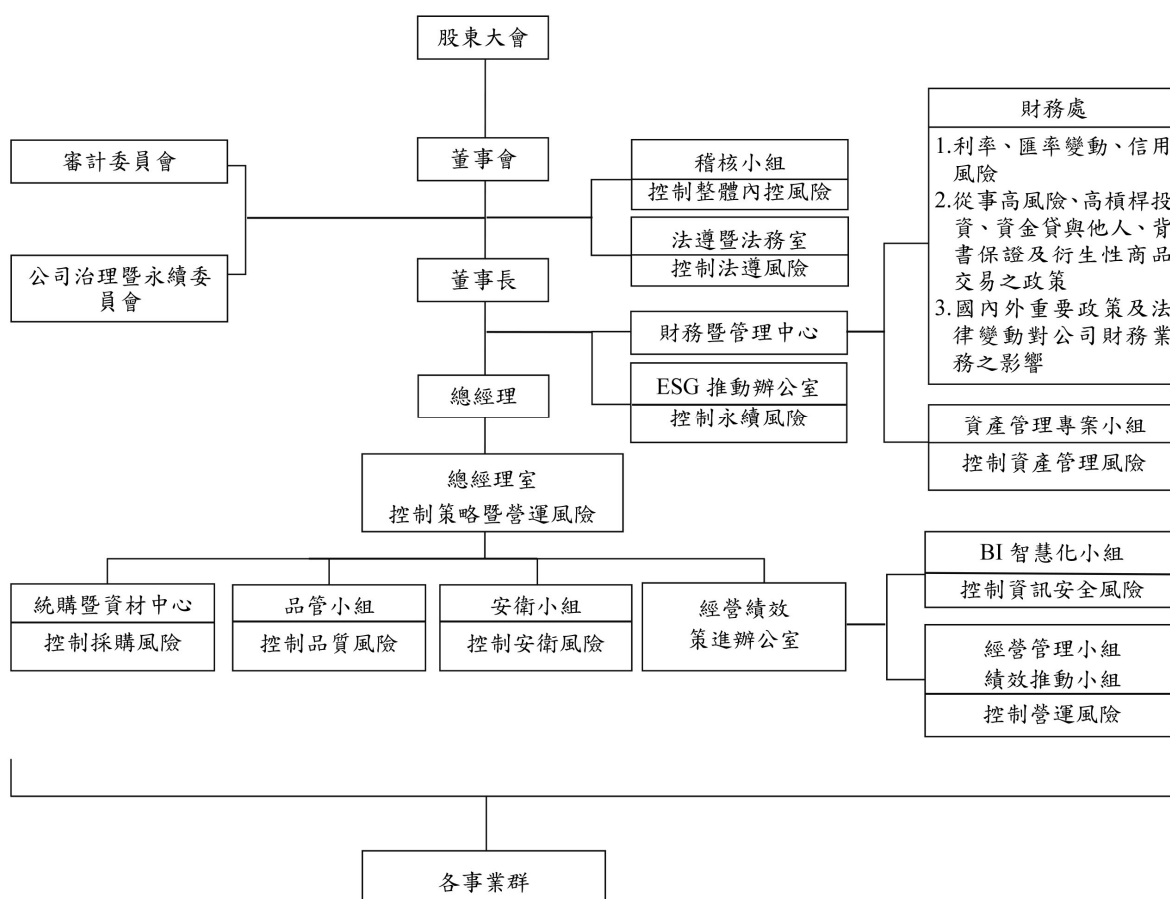 股東大會
審計委員會
公司治理暨永續委
員會
董事會
稽核小組
控制整體內控風險
法遵暨法務室
控制法遵風險
董事長
財務暨管理中心
ESG 推動辦公室
控制永續風險
財務處
1.利率、匯率變動、信用
風險
2.從事高風險、高槓桿投
資、資金貸與他人、背
書保證及衍生性商品
交易之政策
3.國內外重要政策及法
律變動對公司財務業
務之影響
資產管理專案小組
控制資產管理風險
總經理
總經理室
控制策略暨營運風險
統購暨資材中心
控制採購風險
品管小組
控制品質風險
安衛小組
控制安衛風險
經營績效
策進辦公室
BI 智慧化小組
控制資訊安全風險
經營管理小組
績效推動小組
控制營運風險
各事業群